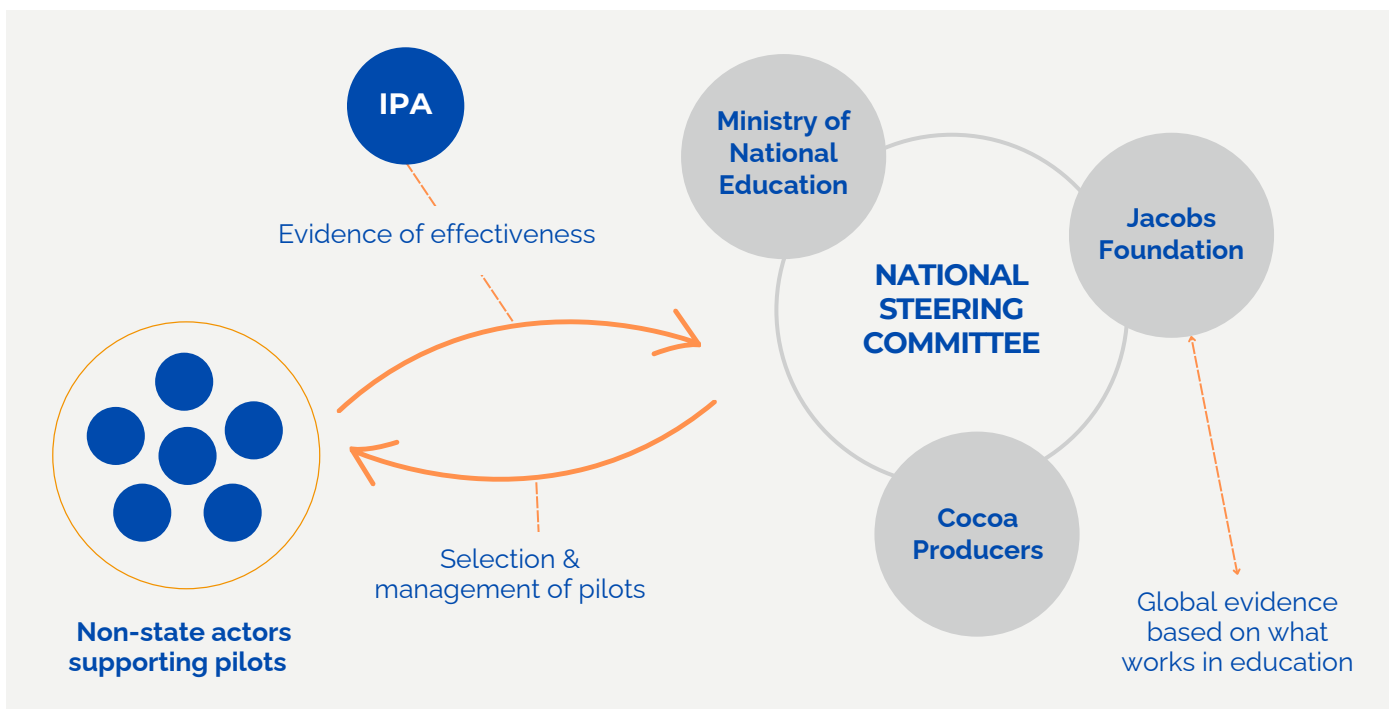 IPA
Evidence of effectiveness
Ministry of
National
Education
Jacobs
Foundation
NATIONAL
STEERING
COMMITTEE
Cocoa
Producers
Selection &
management of pilots
Non-state actors
supporting pilots
Global evidence
based on what
works in education